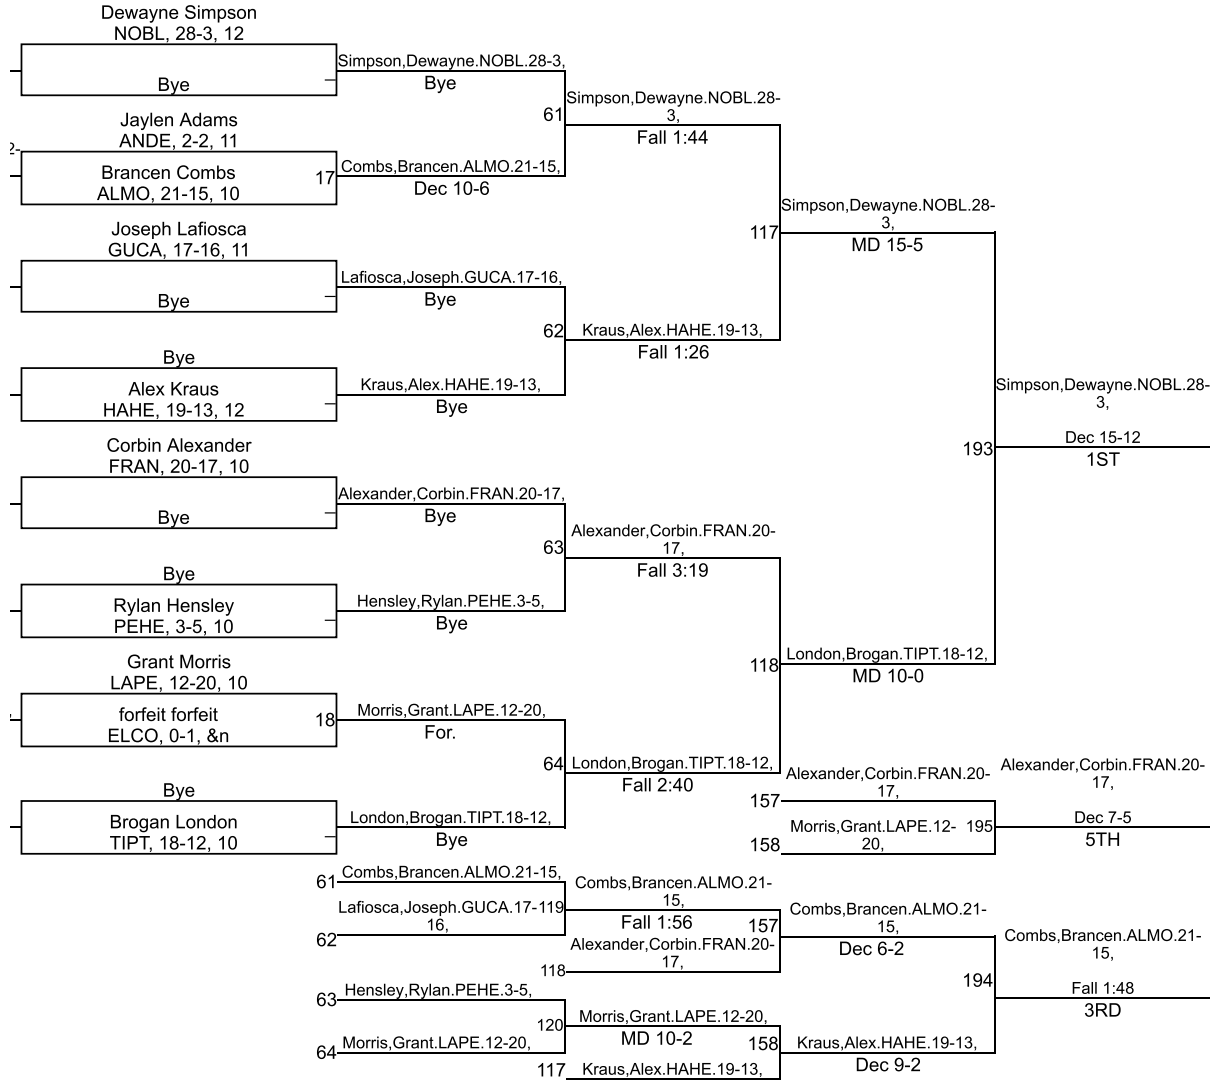 Dewayne Simpson
NOBL, 28-3, 12
Bye
Simpson,Dewayne.NOBL.28-3,
Bye
Jaylen Adams
ANDE, 2-2, 11
Brancen Combs
ALMO, 21-15, 10
17
Combs,Brancen.ALMO.21-15,
Dec 10-6
61
Simpson,Dewayne.NOBL.28-
3,
Fall 1:44
Joseph Lafiosca
GUCA, 17-16, 11
Bye
Lafiosca,Joseph.GUCA.17-16,
Bye
Bye
Alex Kraus
HAHE, 19-13, 12
Kraus,Alex.HAHE.19-13,
Bye
62
Kraus,Alex.HAHE.19-13,
Fall 1:26
117
Simpson,Dewayne.NOBL.28-
3,
MD 15-5
Corbin Alexander
FRAN, 20-17, 10
Bye
Alexander,Corbin.FRAN.20-17,
Bye
Bye
Rylan Hensley
PEHE, 3-5, 10
Hensley,Rylan.PEHE.3-5,
Bye
63
Alexander,Corbin.FRAN.20-
17,
Fall 3:19
Grant Morris
LAPE, 12-20, 10
forfeit forfeit
ELCO, 0-1, &n
18
Morris,Grant.LAPE.12-20,
For.
Bye
Brogan London
TIPT, 18-12, 10
London,Brogan.TIPT.18-12,
Bye
64
London,Brogan.TIPT.18-12,
Fall 2:40
118
London,Brogan.TIPT.18-12,
MD 10-0
193
Simpson,Dewayne.NOBL.28-
3,
Dec 15-12
1ST
157
Alexander,Corbin.FRAN.20-
17,
158
Morris,Grant.LAPE.12-
20,
195
Alexander,Corbin.FRAN.20-
17,
Dec 7-5
5TH
61
Combs,Brancen.ALMO.21-15,
62
Lafiosca,Joseph.GUCA.17-
16,
119
Combs,Brancen.ALMO.21-
15,
Fall 1:56
118
Alexander,Corbin.FRAN.20-
17,
157
Combs,Brancen.ALMO.21-
15,
Dec 6-2
63
Hensley,Rylan.PEHE.3-5,
64
Morris,Grant.LAPE.12-20,
120
Morris,Grant.LAPE.12-20,
MD 10-2
117
Kraus,Alex.HAHE.19-13,
158
Kraus,Alex.HAHE.19-13,
Dec 9-2
194
Combs,Brancen.ALMO.21-
15,
Fall 1:48
3RD